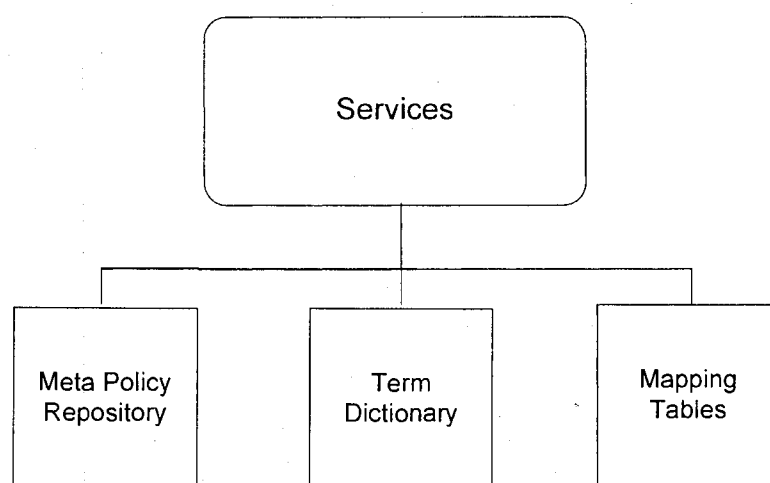 Services
Meta Policy
Repository
Term
Dictionary
Mapping
Tables